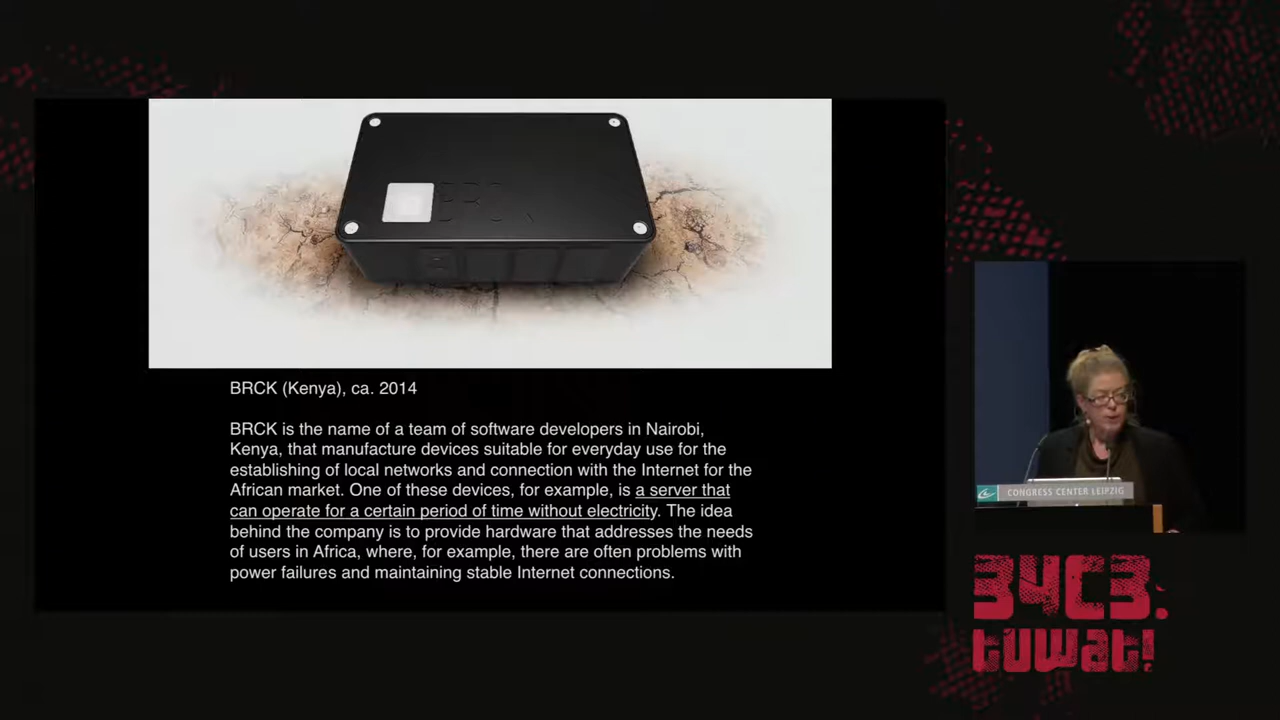 BRCK
BRCK (Kenya), ca. 2014
BRCK is the name of a team of software developers in Nairobi,
Kenya, that manufacture devices suitable for everyday use for the
establishing of local networks and connection with the Internet for the
African market. One of these devices, for example, is a server that
can operate for a certain period of time without electricity. The idea
behind the company is to provide hardware that addresses the needs
of users in Africa, where, for example, there are often problems with
power failures and maintaining stable Internet connections.
CONGRESS CENTER LEIPZIG
34C3.
tuwat!